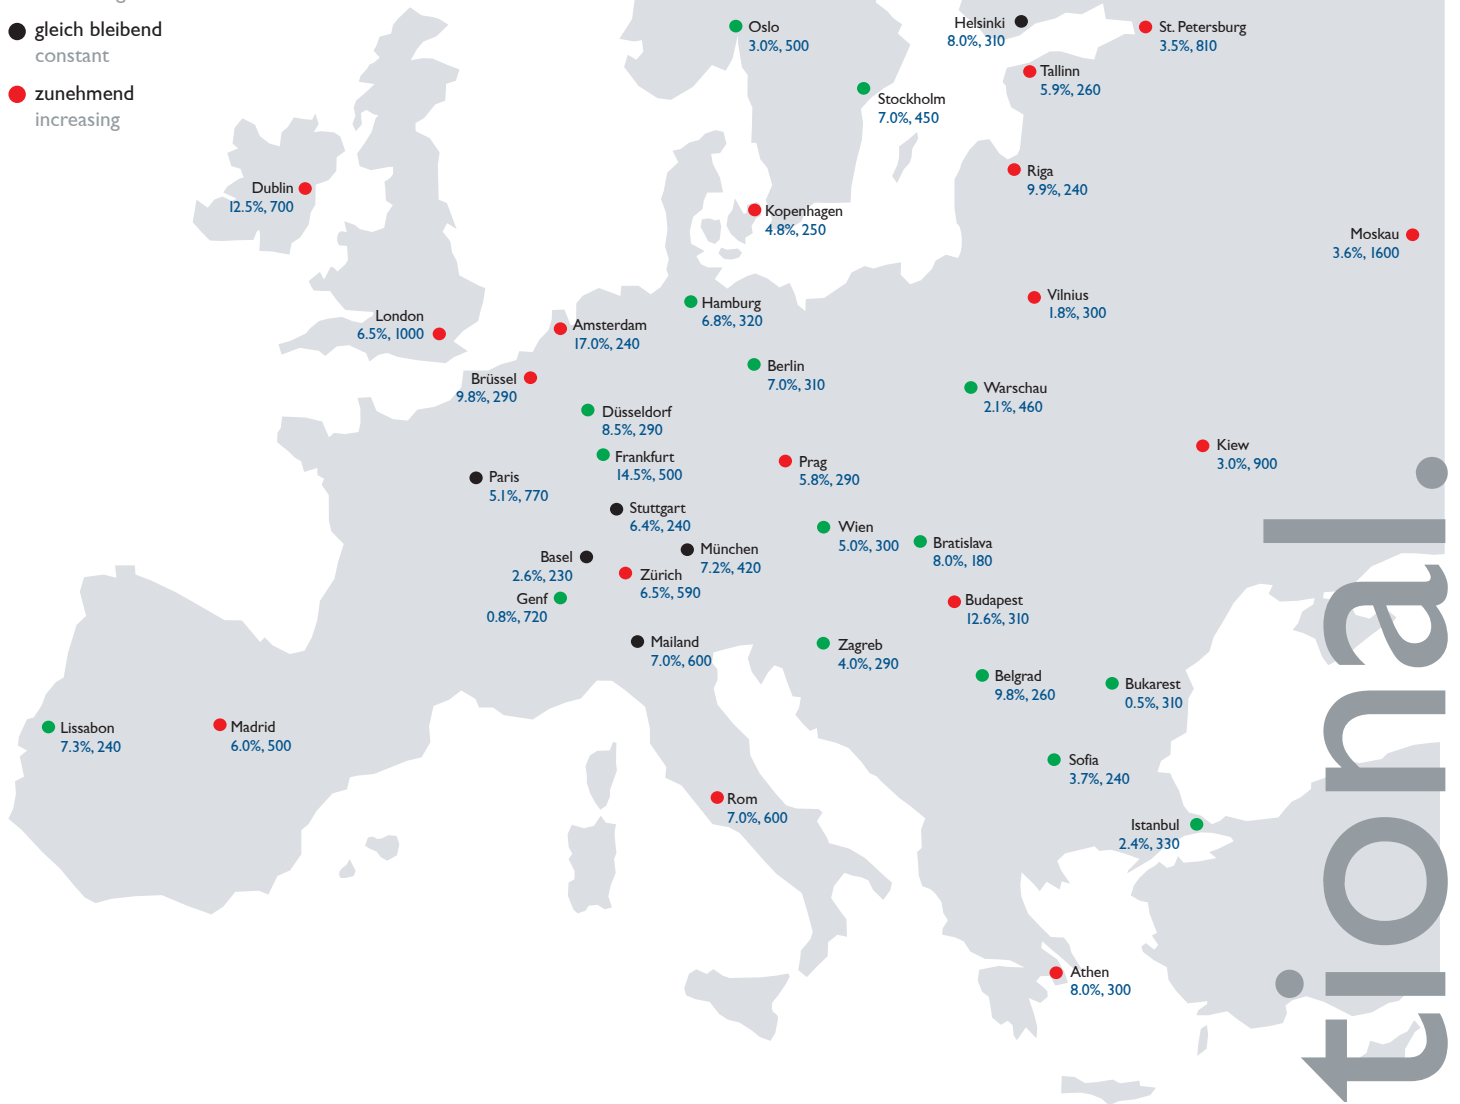 gleich bleibend
constant
zunehmend
increasing
Oslo
3.0%, 500
Helsinki
8.0%, 310
St. Petersburg
3.5%, 810
Tallinn
5.9%, 260
Stockholm
7.0%, 450
Riga
9.9%, 240
Dublin
12.5%, 700
Kopenhagen
4.8%, 250
Moskau
3.6%, 1600
Vilnius
1.8%, 300
Hamburg
6.8%, 320
London
6.5%, 1000
Amsterdam
17.0%, 240
Berlin
7.0%, 310
Brüssel
9.8%, 290
Warschau
2.1%, 460
Düsseldorf
8.5%, 290
Kiew
3.0%, 900
Frankfurt
14.5%, 500
Prag
5.8%, 290
Paris
5.1%, 770
Stuttgart
6.4%, 240
Wien
5.0%, 300
Bratislava
8.0%, 180
München
7.2%, 420
Basel
2.6%, 230
Zürich
6.5%, 590
Genf
0.8%, 720
Budapest
12.6%, 310
Mailand
7.0%, 600
Zagreb
4.0%, 290
Belgrad
9.8%, 260
Bukarest
0.5%, 310
Lissabon
7.3%, 240
Madrid
6.0%, 500
Sofia
3.7%, 240
Rom
7.0%, 600
Istanbul
2.4%, 330
Athen
8.0%, 300
tional.